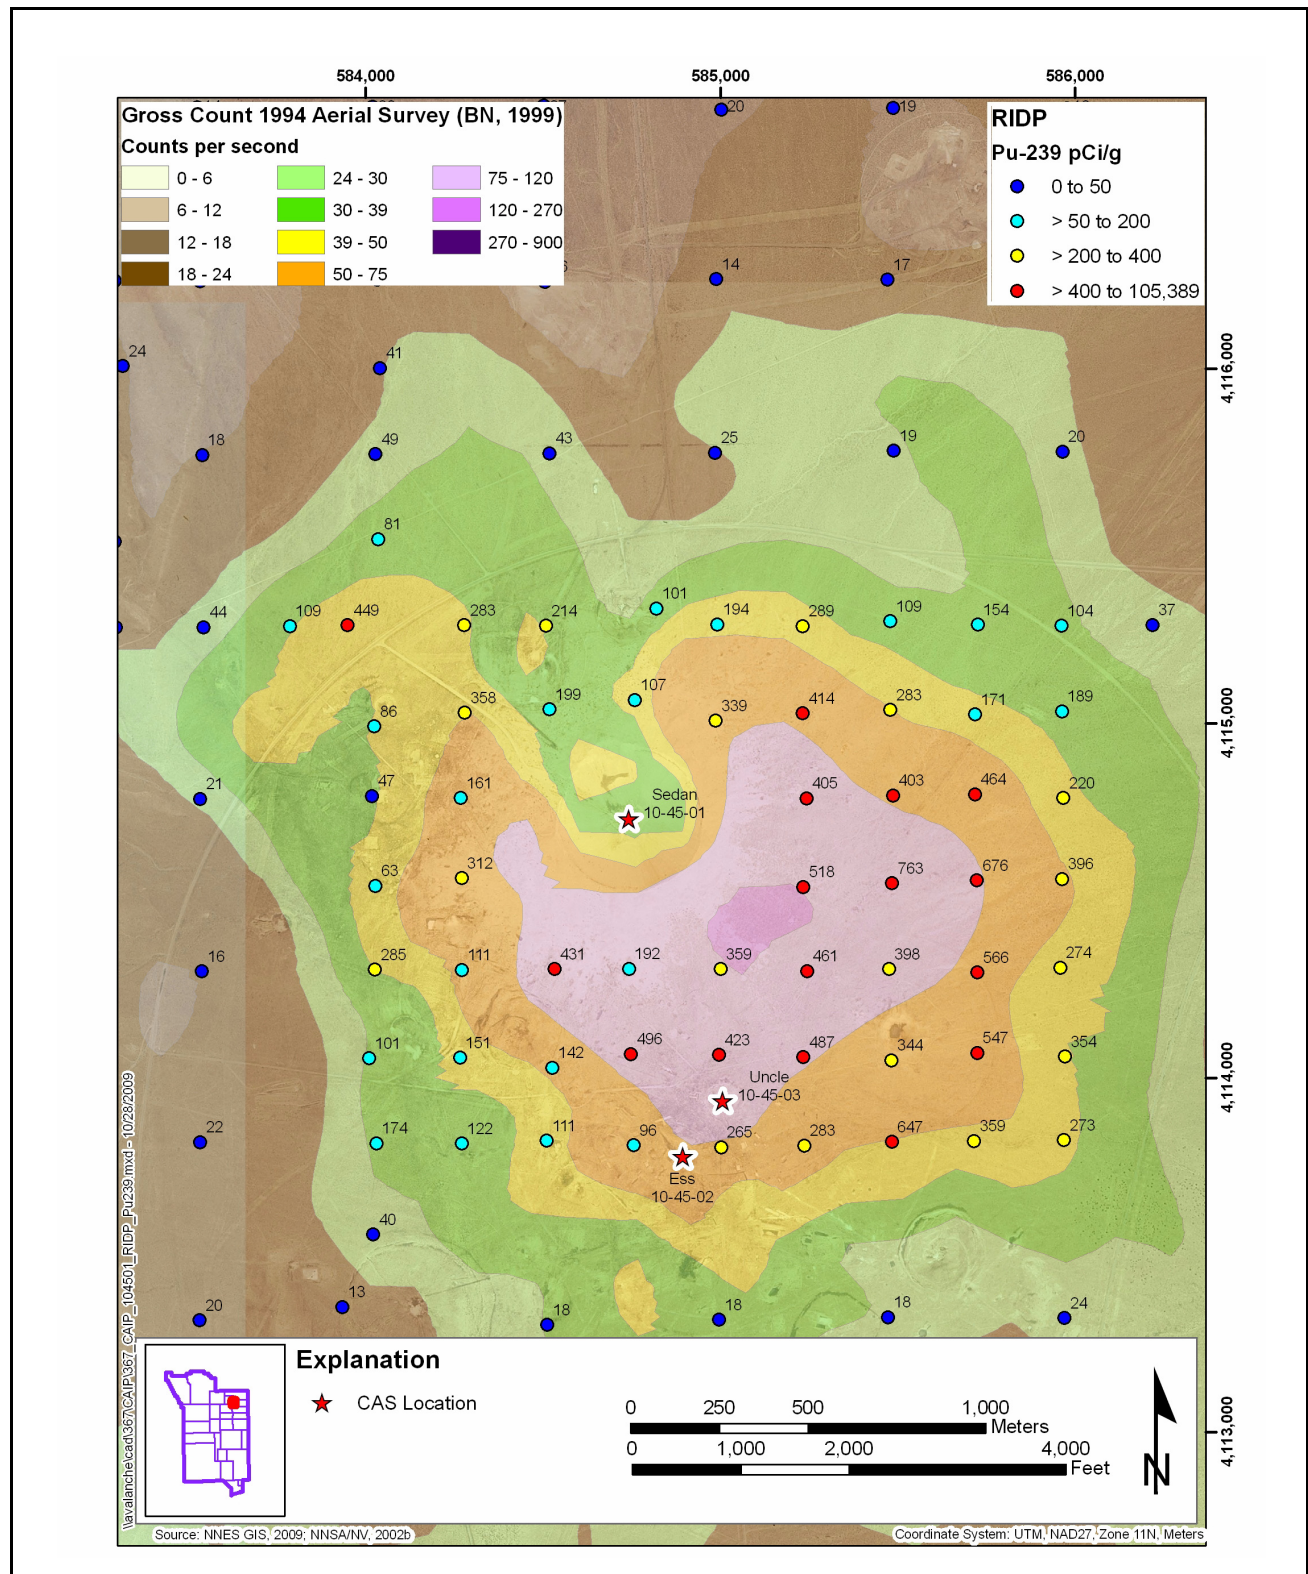 584,000 585,000 586,000
Gross Count 1994 Aerial Survey (BN, 1999)
Counts per second
0 - 6 24 - 30 75 - 120
6 - 12 30 - 39 120 - 270
12 - 18 39 - 50 270 - 900
18 - 24 50 - 75
RIDP
Pu-239 pCi/g
0 to 50
> 50 to 200
> 200 to 400
> 400 to 105,389
20 19
14 17
24 41
4,116,000
18 49 43 25 19 20
81
101
44 109 449 283 214 194 289 109 154 104 37
107
86 358 199 339 414 283 171 189
4,115,000
21 47 161 405 403 464 220
Sedan
10-45-01
63 312 518 763 676 396
16 285 111 431 192 359 461 398 566 274
101 151 142 496 423 487 344 547 354
4,114,000
Uncle
10-45-03
22 174 122 111 96 265 283 647 359 273
Ess
10-45-02
40
20 13 18 18 18 24
\\avalanche\cad\367\CAIP\367_CAIP_104501_RIDP_Pu239.mxd - 10/28/2009
Explanation
CAS Location
0 250 500 1,000
Meters
0 1,000 2,000 4,000
Feet
N
4,113,000
Source: NNES GIS, 2009; NNSA/NV, 2002b
Coordinate System: UTM, NAD27, Zone 11N, Meters